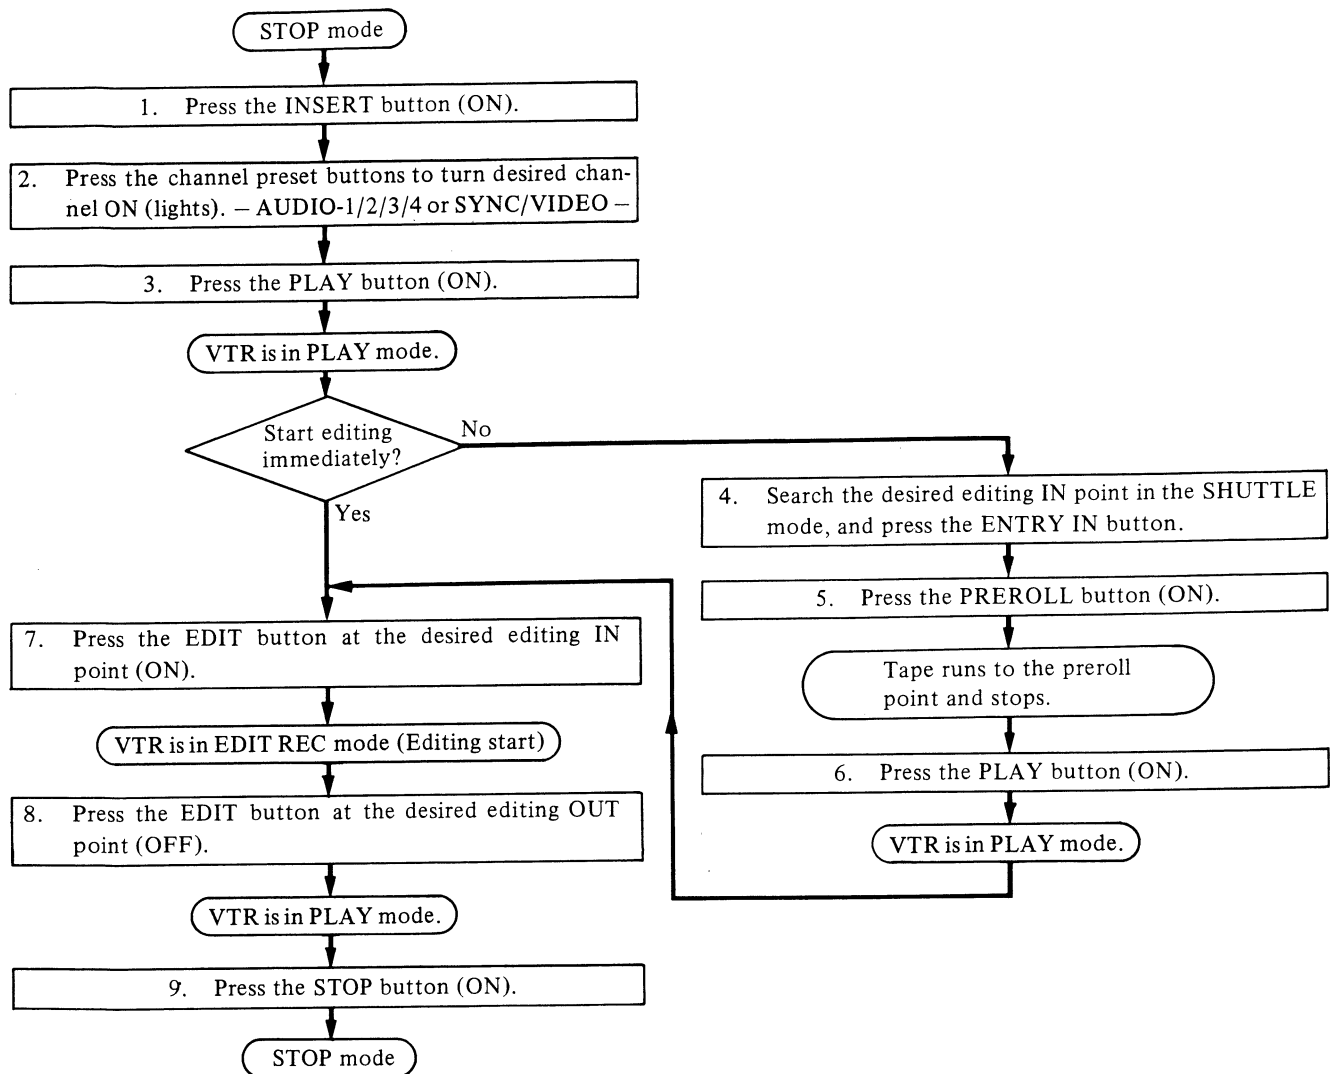 STOP mode
1. Press the INSERT button (ON).
2. Press the channel preset buttons to turn desired chan-
nel ON (lights). – AUDIO-1/2/3/4 or SYNC/VIDEO –
3. Press the PLAY button (ON).
VTR is in PLAY mode.
Start editing
immediately?
No
Yes
4. Search the desired editing IN point in the SHUTTLE
mode, and press the ENTRY IN button.
5. Press the PREROLL button (ON).
Tape runs to the preroll
point and stops.
6. Press the PLAY button (ON).
VTR is in PLAY mode.
7. Press the EDIT button at the desired editing IN
point (ON).
VTR is in EDIT REC mode (Editing start)
8. Press the EDIT button at the desired editing OUT
point (OFF).
VTR is in PLAY mode.
9. Press the STOP button (ON).
STOP mode